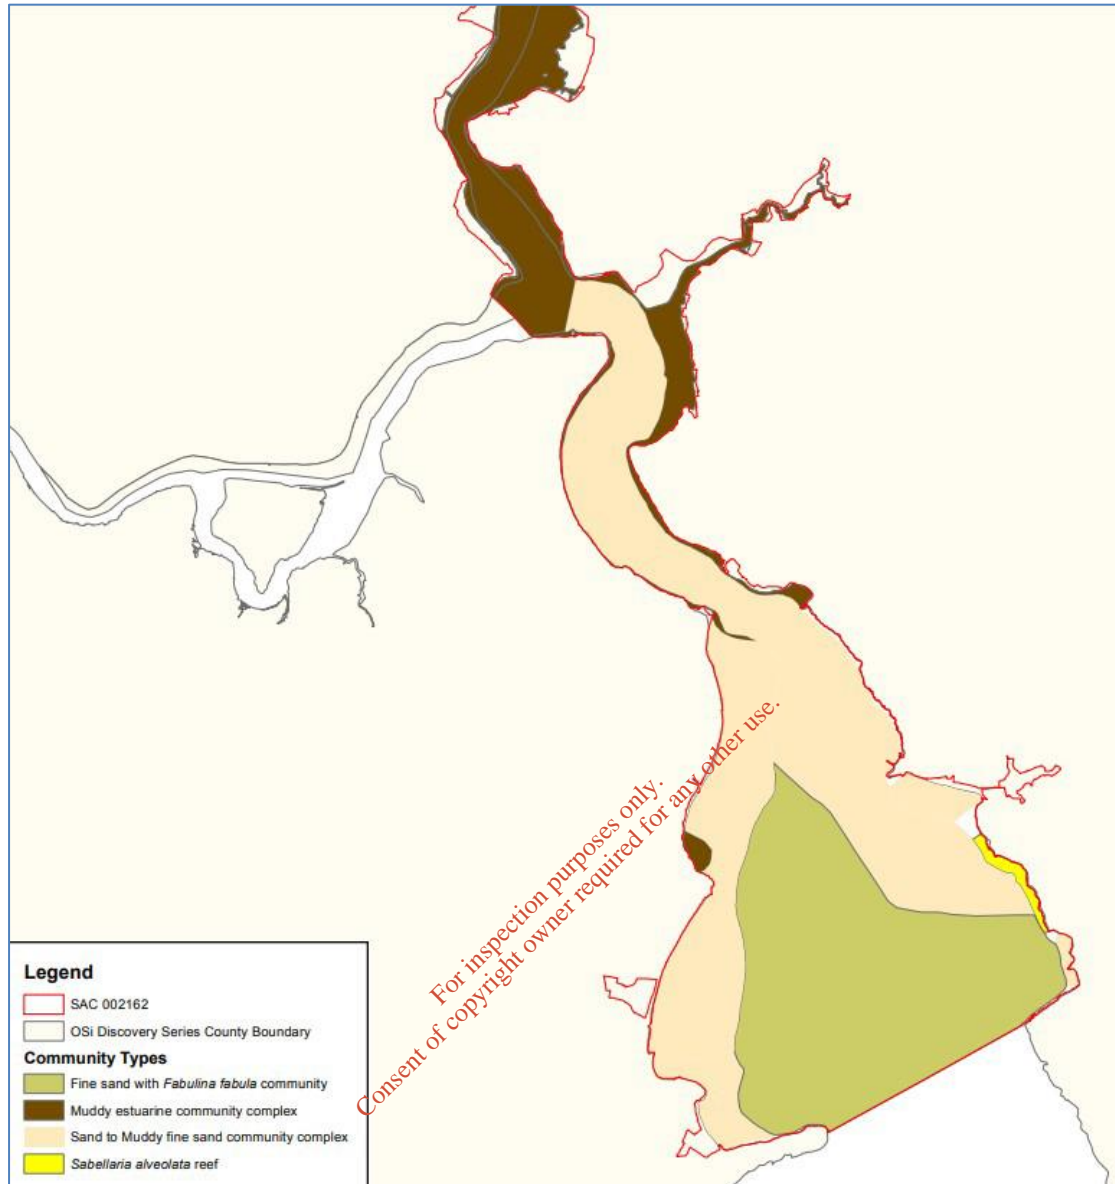 For inspection purposes only.
Consent of copyright owner required for any other use.
Legend
SAC 002162
OSi Discovery Series County Boundary
Community Types
Fine sand with Fabulina fabula community
Muddy estuarine community complex
Sand to Muddy fine sand community complex
Sabellaria alveolata reef